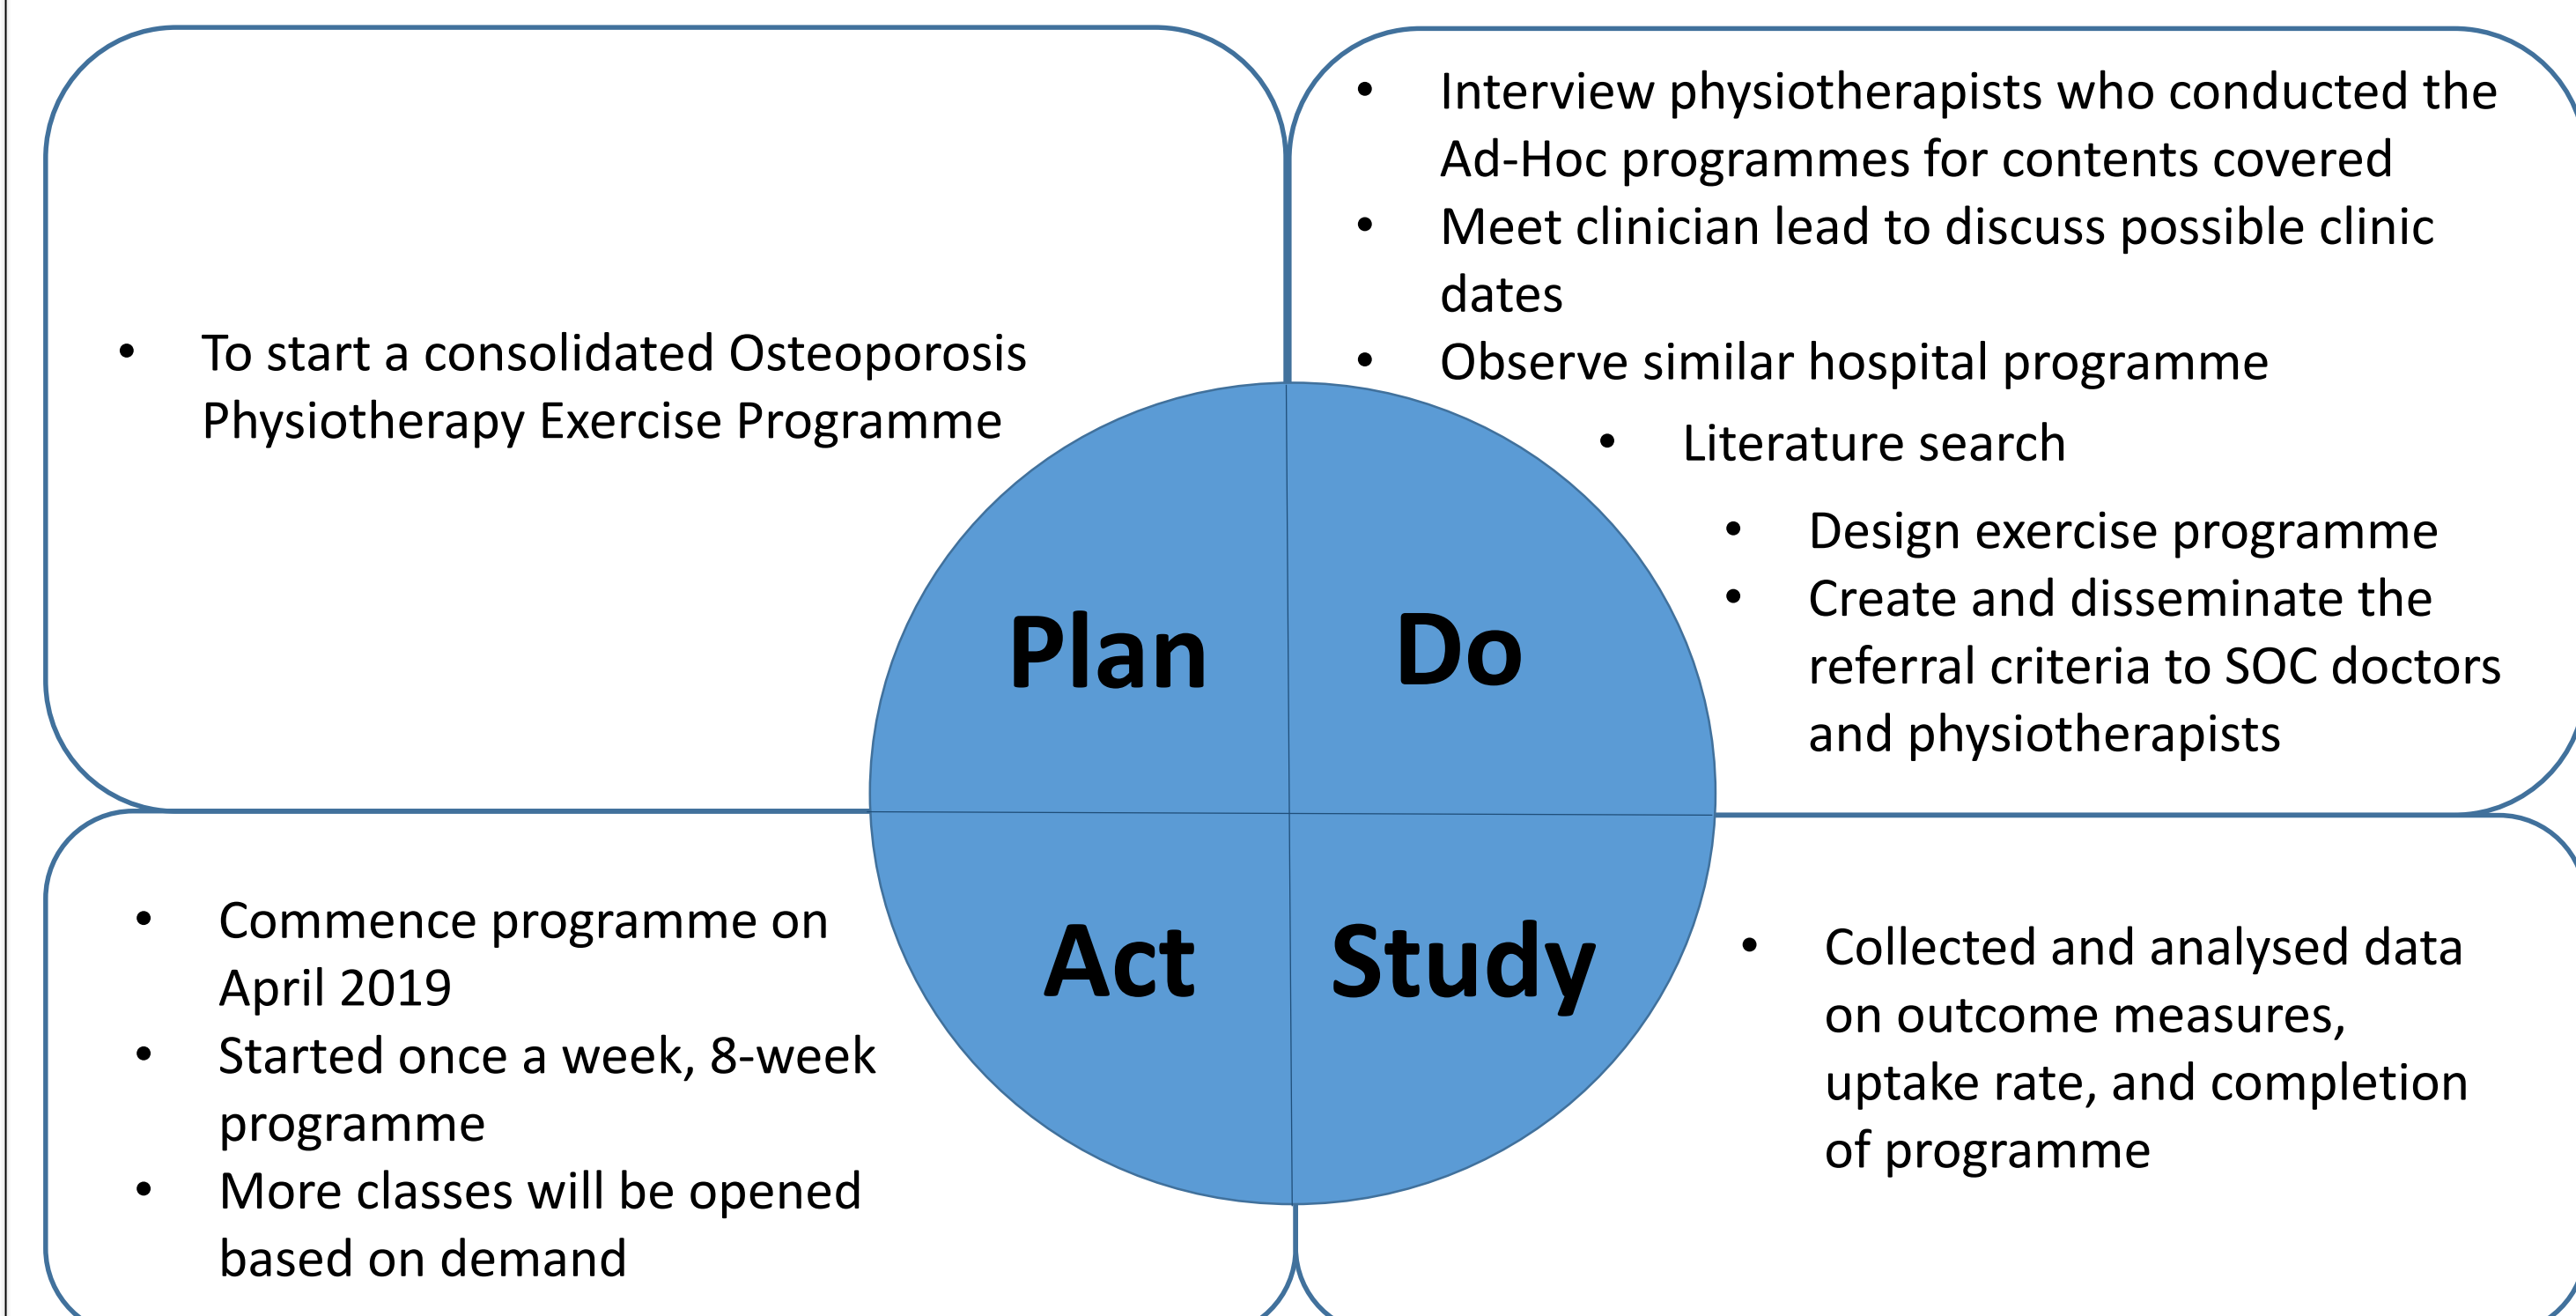 • To start a consolidated Osteoporosis
Physiotherapy Exercise Programme
• Interview physiotherapists who conducted the
Ad-Hoc programmes for contents covered
• Meet clinician lead to discuss possible clinic
dates
• Observe similar hospital programme
• Literature search
• Design exercise programme
• Create and disseminate the
referral criteria to SOC doctors
and physiotherapists
Plan
Do
Act
Study
• Commence programme on
April 2019
• Started once a week, 8-week
programme
• More classes will be opened
based on demand
• Collected and analysed data
on outcome measures,
uptake rate, and completion
of programme